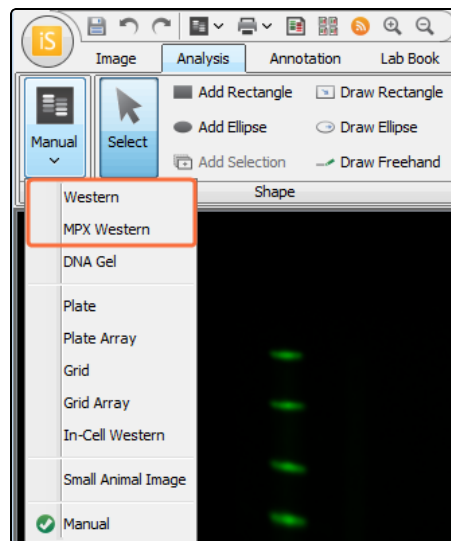 iS
Image Analysis Annotation Lab Book
Manual
Select
Add Rectangle Draw Rectangle
Add Ellipse Draw Ellipse
Add Selection Draw Freehand
Shape
Western
MPX Western
DNA Gel
Plate
Plate Array
Grid
Grid Array
In-Cell Western
Small Animal Image
Manual